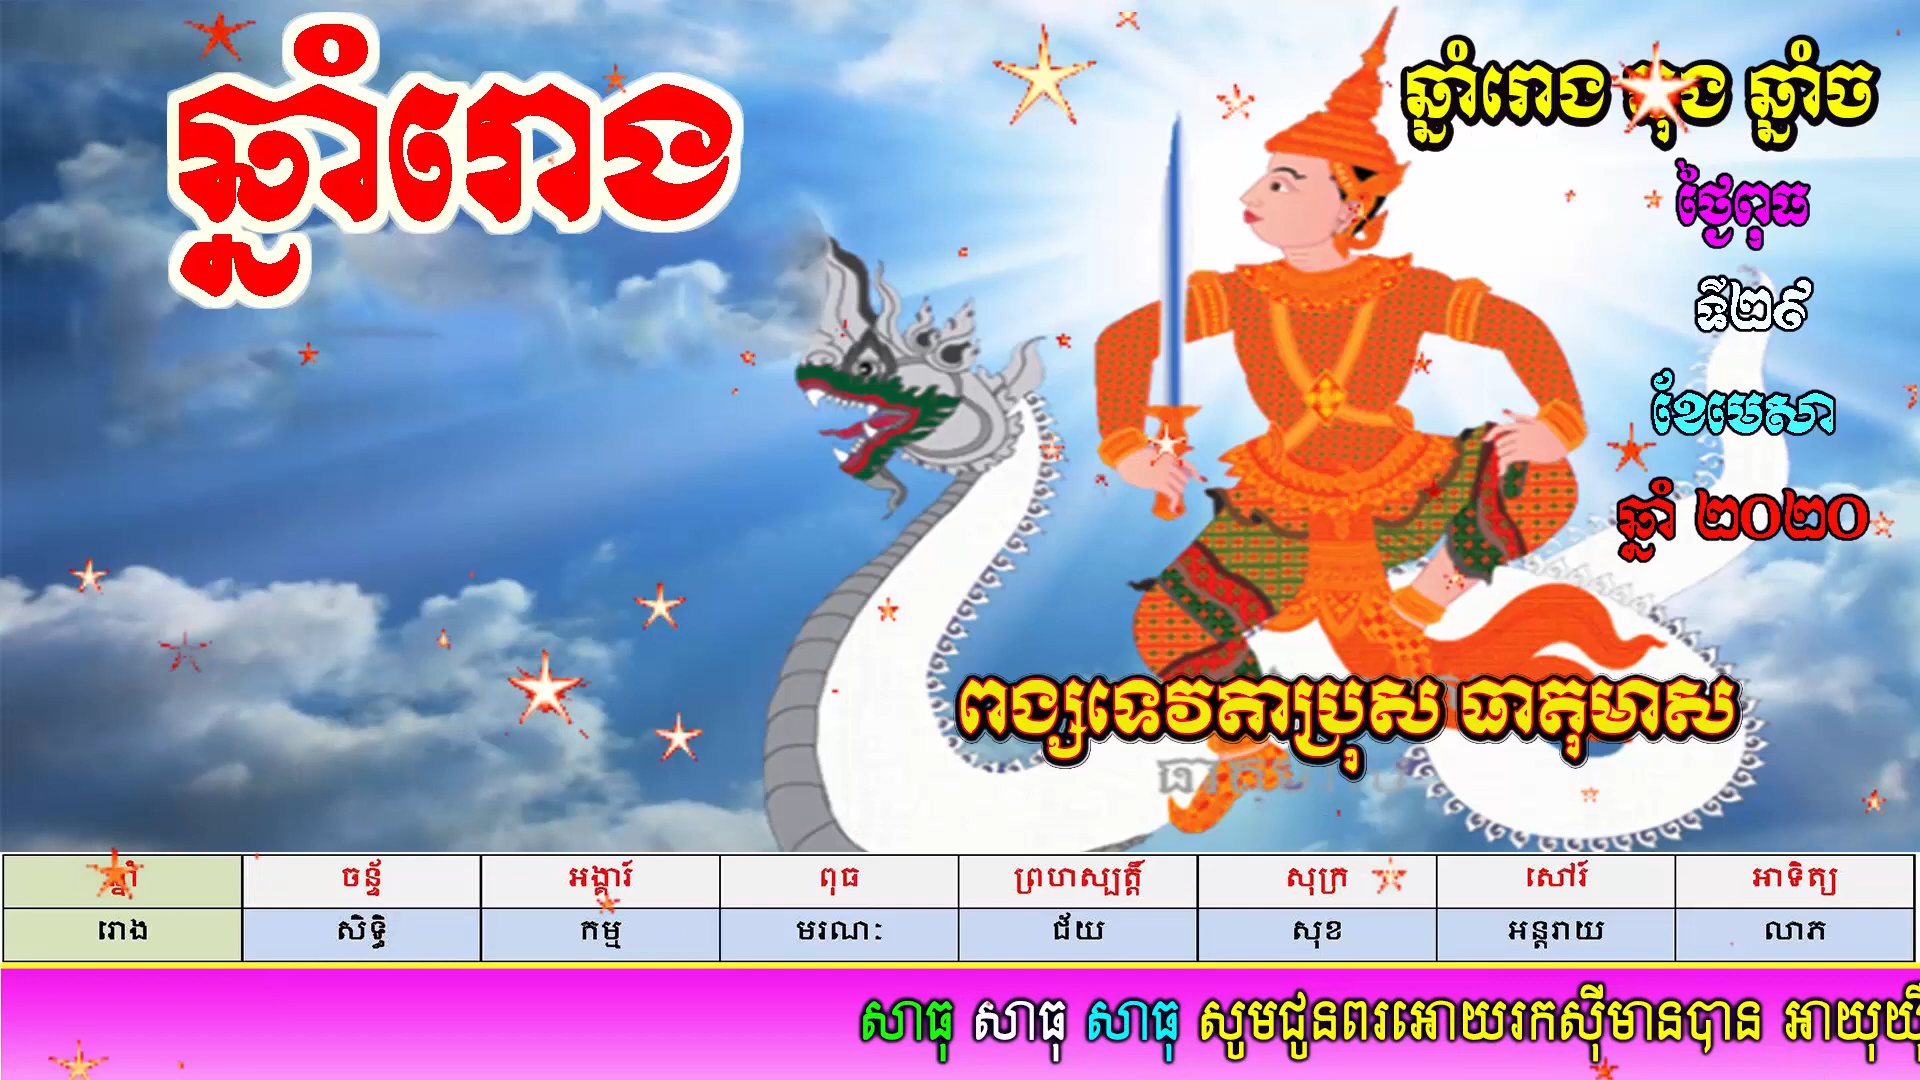 ឆ្នាំរោង
ឆ្នាំរោង ឆ្នាំច
ថ្ងៃពុធ
ទី២៩
ខែមេសា
ឆ្នាំ ២០២០
ពង្សទេវតាប្រុស ធាតុមាស
ឆ្នាំ ចន្ទ័ អង្គារ៍ ពុធ ព្រហស្បត្តិ៍ សុក្រ សៅរ៍ អាទិត្យ
រោង សិទ្ធិ កម្ម មរណៈ ជ័យ សុខ អន្តរាយ លាភ
សាធុ សាធុ សាធុ សូមជូនពរអោយរកស៊ីមានបាន អាយុយឺ